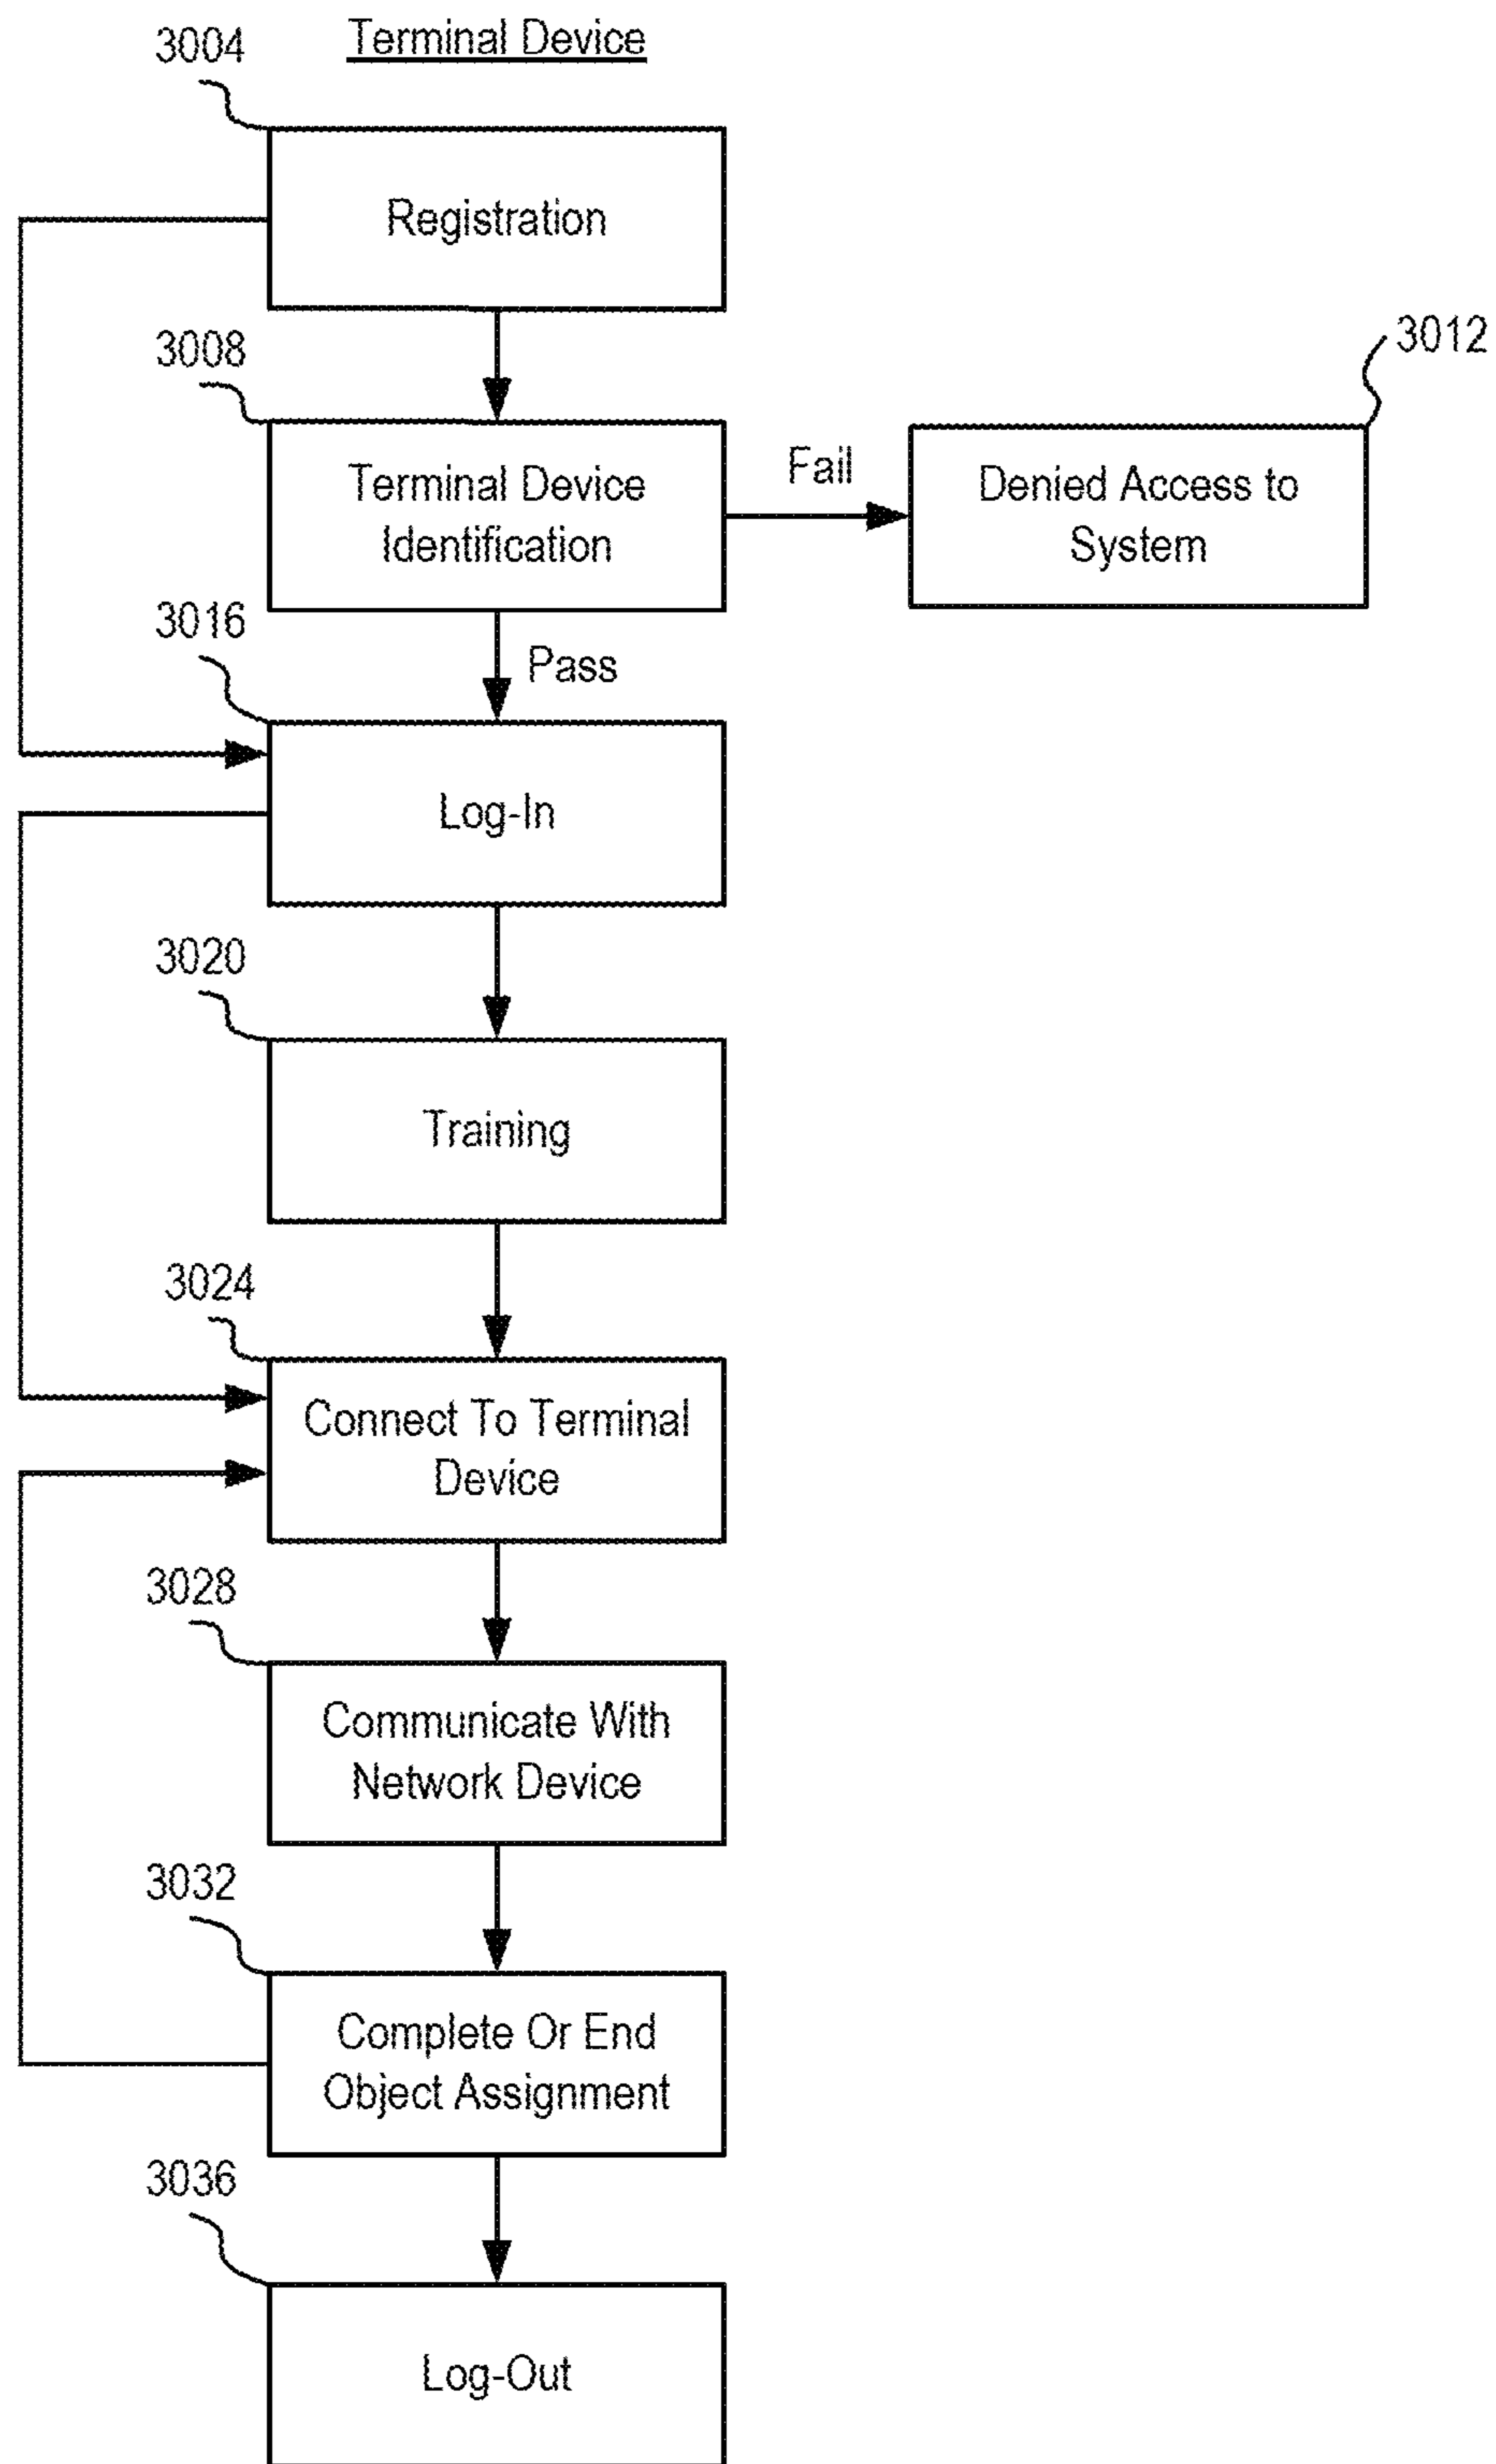 Terminal Device
3004
Registration
3008
Terminal Device
Identification
Fail
3012
Denied Access to
System
Pass
3016
Log-In
3020
Training
3024
Connect To Terminal
Device
3028
Communicate With
Network Device
3032
Complete Or End
Object Assignment
3036
Log-Out